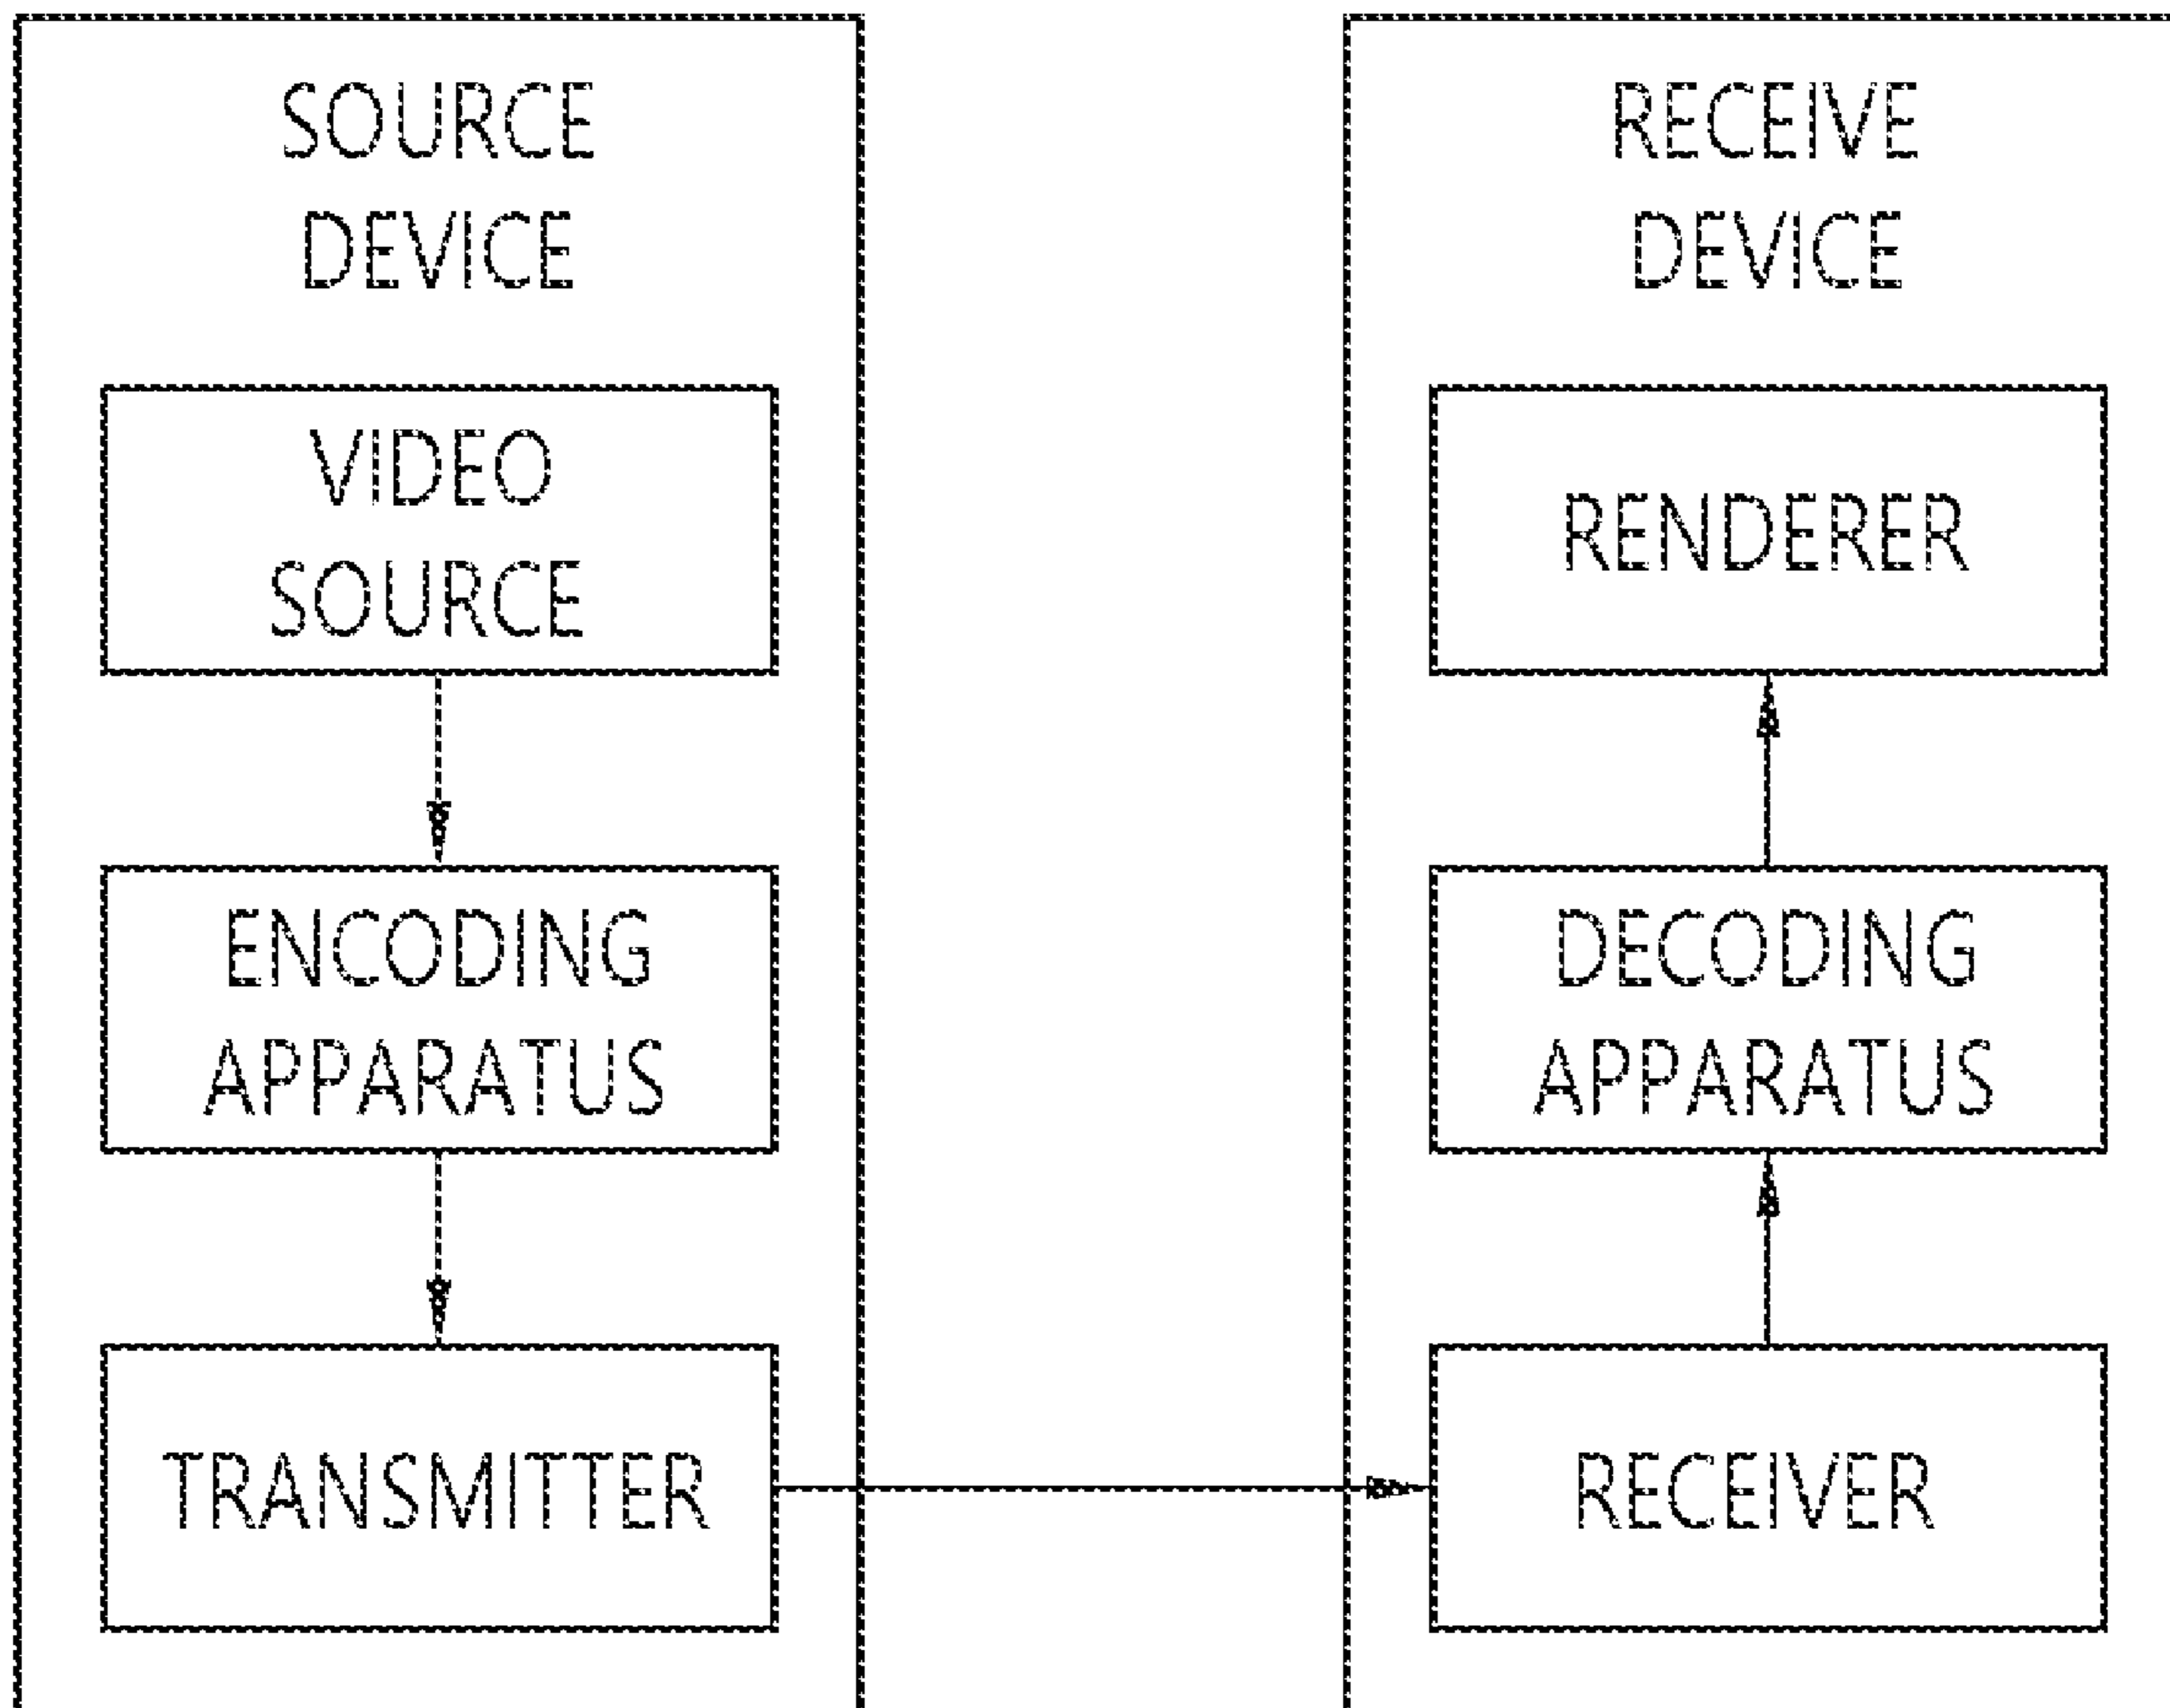 SOURCE
DEVICE
VIDEO
SOURCE
ENCODING
APPARATUS
TRANSMITTER
RECEIVE
DEVICE
RENDERER
DECODING
APPARATUS
RECEIVER